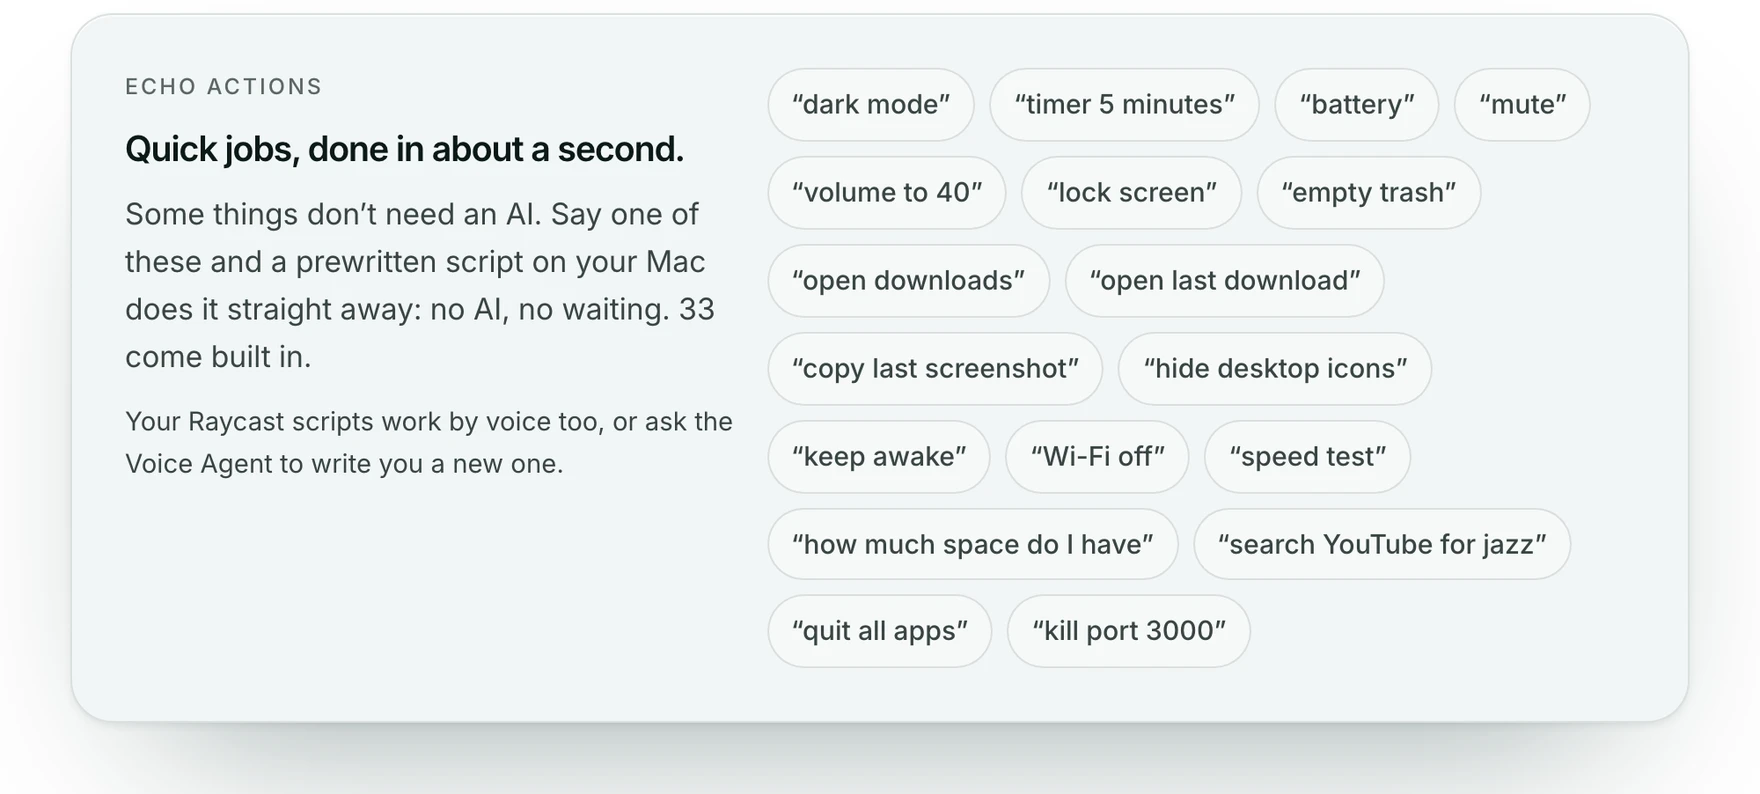 ECHO ACTIONS
Quick jobs, done in about a second.
Some things don’t need an AI. Say one of
these and a prewritten script on your Mac
does it straight away: no AI, no waiting. 33
come built in.
Your Raycast scripts work by voice too, or ask the
Voice Agent to write you a new one.
“dark mode” “timer 5 minutes” “battery” “mute”
“volume to 40” “lock screen” “empty trash”
“open downloads” “open last download”
“copy last screenshot” “hide desktop icons”
“keep awake” “Wi-Fi off” “speed test”
“how much space do I have” “search YouTube for jazz”
“quit all apps” “kill port 3000”